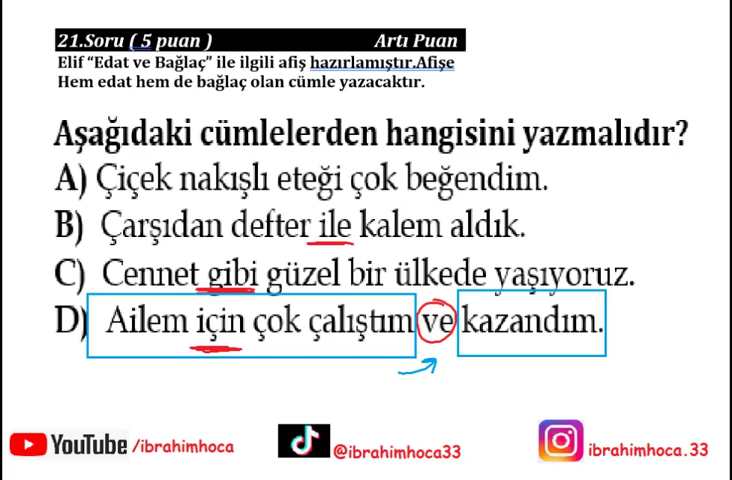 21.Soru ( 5 puan ) Artı Puan
Elif “Edat ve Bağlaç” ile ilgili afiş hazırlamıştır.Afişe
Hem edat hem de bağlaç olan cümle yazacaktır.
Aşağıdaki cümlelerden hangisini yazmalıdır?
A) Çiçek nakışlı eteği çok beğendim.
B) Çarşıdan defter ile kalem aldık.
C) Cennet gibi güzel bir ülkede yaşıyoruz.
D) Ailem için çok çalıştım ve kazandım.
YouTube /ibrahimhoca
@ibrahimhoca33
ibrahimhoca.33